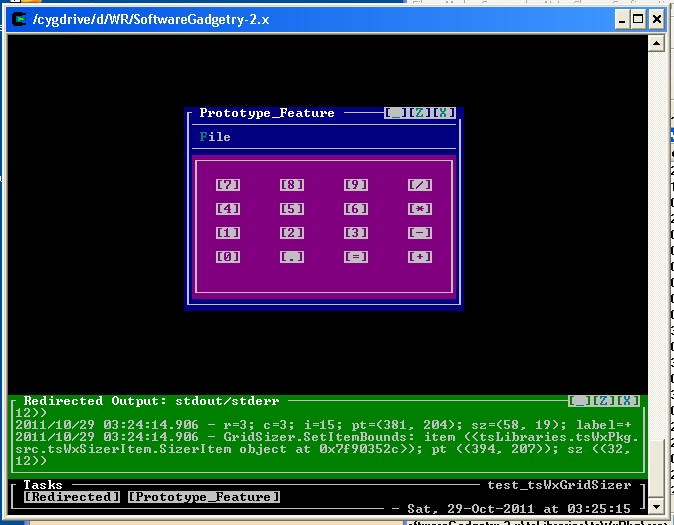 /cygdrive/d/WR/SoftwareGadgetry-2.x
Prototype_Feature [_][Z][X]
File
[7] [8] [9] [/]
[4] [5] [6] [*]
[1] [2] [3] [-]
[0] [.] [=] [+]
Redirected Output: stdout/stderr [_][Z][X]
12))
2011/10/29 03:24:14.906 - r=3; c=3; i=15; pt=(381, 204); sz=(58, 19); label=+
2011/10/29 03:24:14.906 - GridSizer.SetItemBounds: item (<tsLibraries.tsWxPkg.
src.tsWxSizerItem.SizerItem object at 0x7f90352c>); pt ((394, 207)); sz ((32,
12))
Tasks test_tsWxGridSizer
[Redirected] [Prototype_Feature]
- Sat, 29-Oct-2011 at 03:25:15